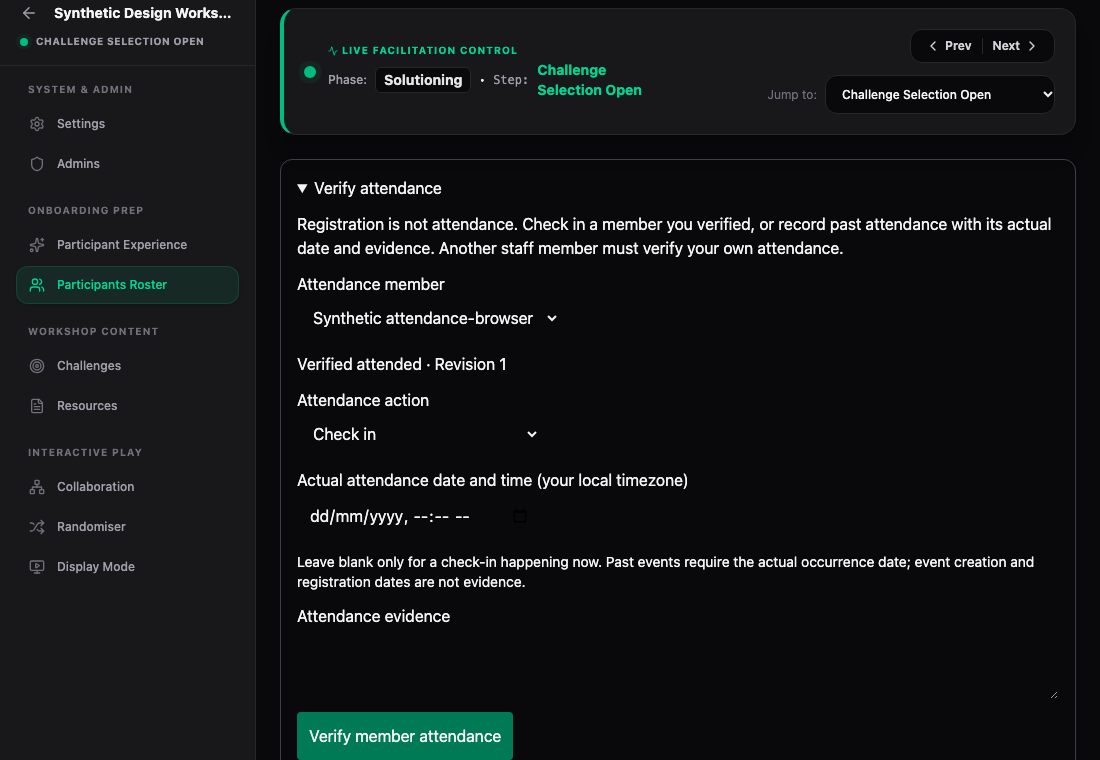 Synthetic Design Works...
CHALLENGE SELECTION OPEN
SYSTEM & ADMIN
Settings
Admins
ONBOARDING PREP
Participant Experience
Participants Roster
WORKSHOP CONTENT
Challenges
Resources
INTERACTIVE PLAY
Collaboration
Randomiser
Display Mode
LIVE FACILITATION CONTROL
Phase: Solutioning • Step: Challenge
Selection Open
Prev Next
Jump to: Challenge Selection Open
Verify attendance
Registration is not attendance. Check in a member you verified, or record past attendance with its actual
date and evidence. Another staff member must verify your own attendance.
Attendance member
Synthetic attendance-browser
Verified attended · Revision 1
Attendance action
Check in
Actual attendance date and time (your local timezone)
dd/mm/yyyy, --:-- --
Leave blank only for a check-in happening now. Past events require the actual occurrence date; event creation and
registration dates are not evidence.
Attendance evidence
Verify member attendance